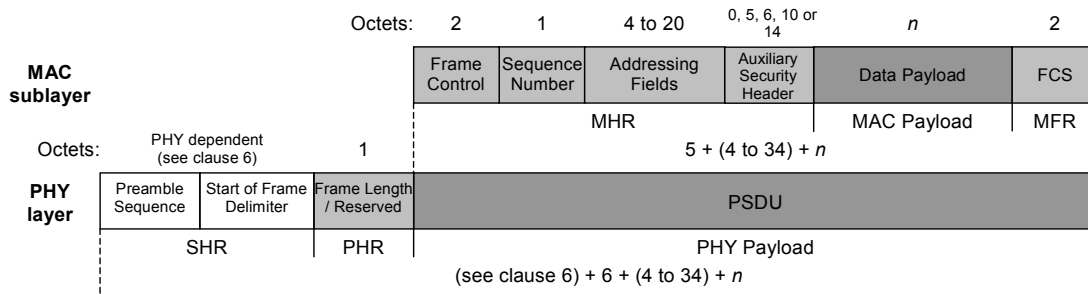 Octets: 2 1 4 to 20 0, 5, 6, 10 or 14 n 2
MAC sublayer
Frame Control
Sequence Number
Addressing Fields
Auxiliary Security Header
Data Payload
FCS
MHR MAC Payload MFR
Octets: PHY dependent (see clause 6) 1 5 + (4 to 34) + n
PHY layer
Preamble Sequence
Start of Frame Delimiter
Frame Length / Reserved
PSDU
SHR PHR PHY Payload
(see clause 6) + 6 + (4 to 34) + n